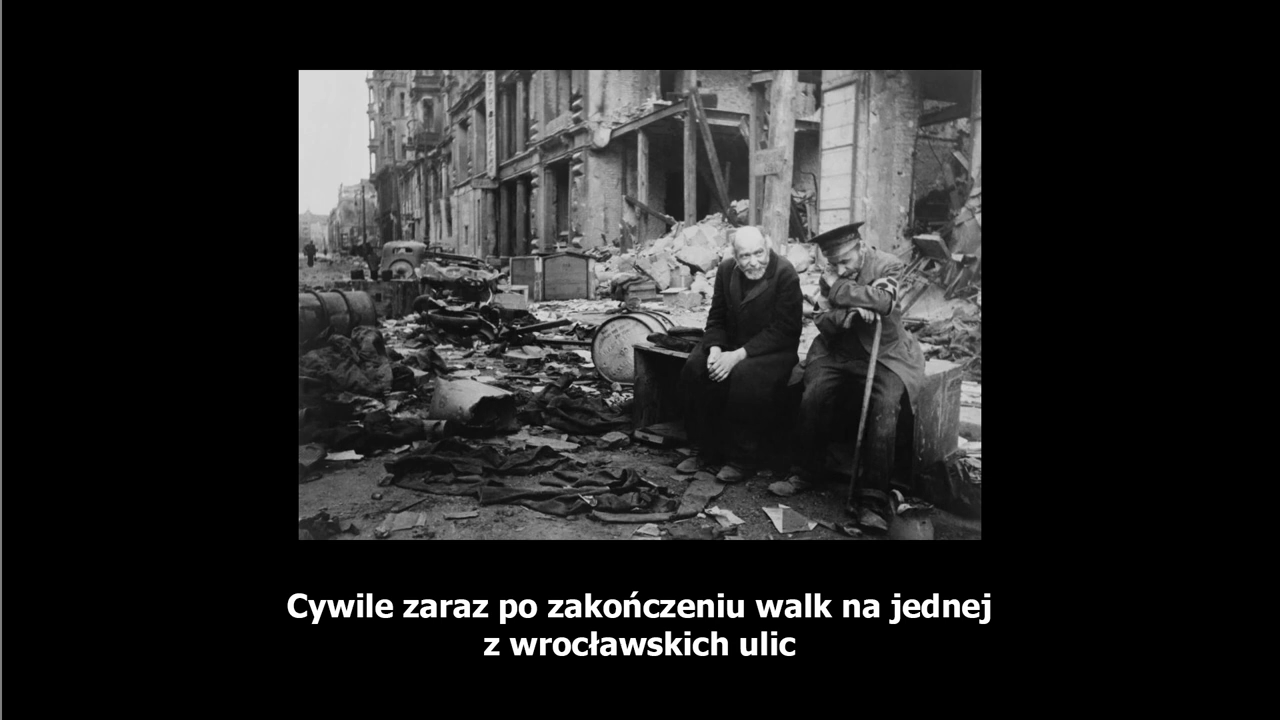 Cywile zaraz po zakończeniu walk na jednej
z wrocławskich ulic